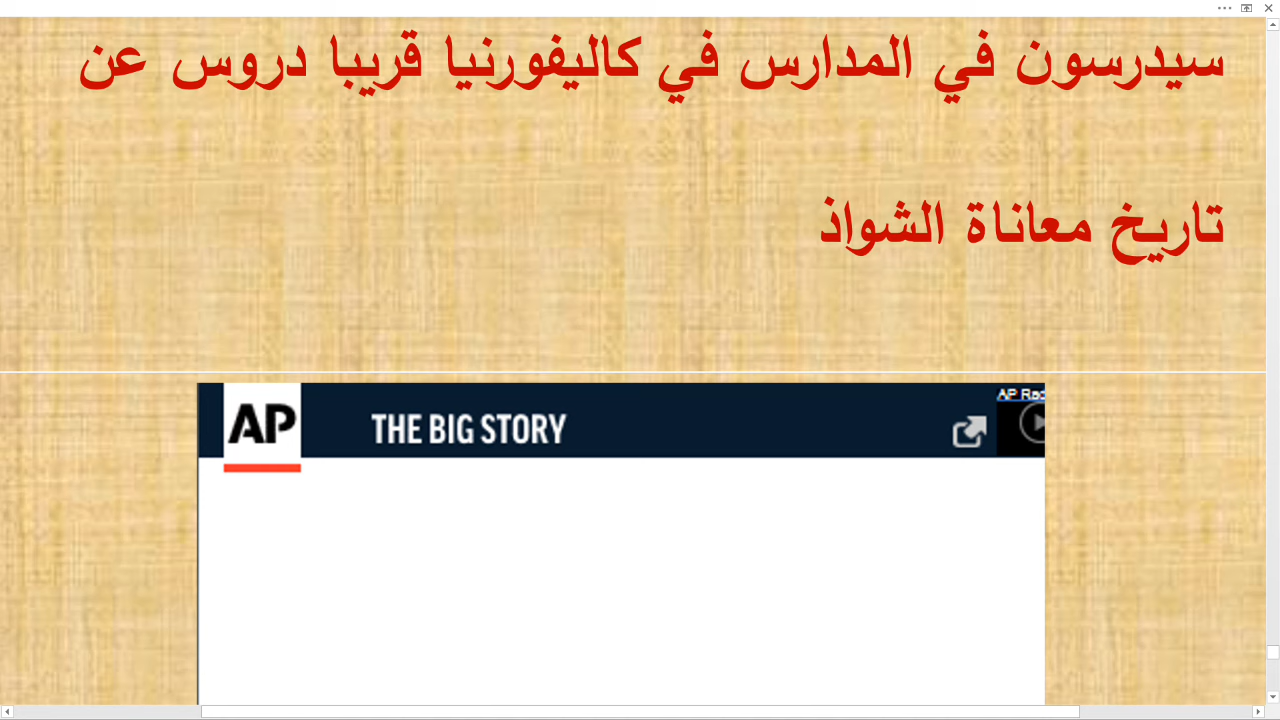 سيدرسون في المدارس في كاليفورنيا قريبا دروس عن
تاريخ معاناة الشواذ
AP THE BIG STORY